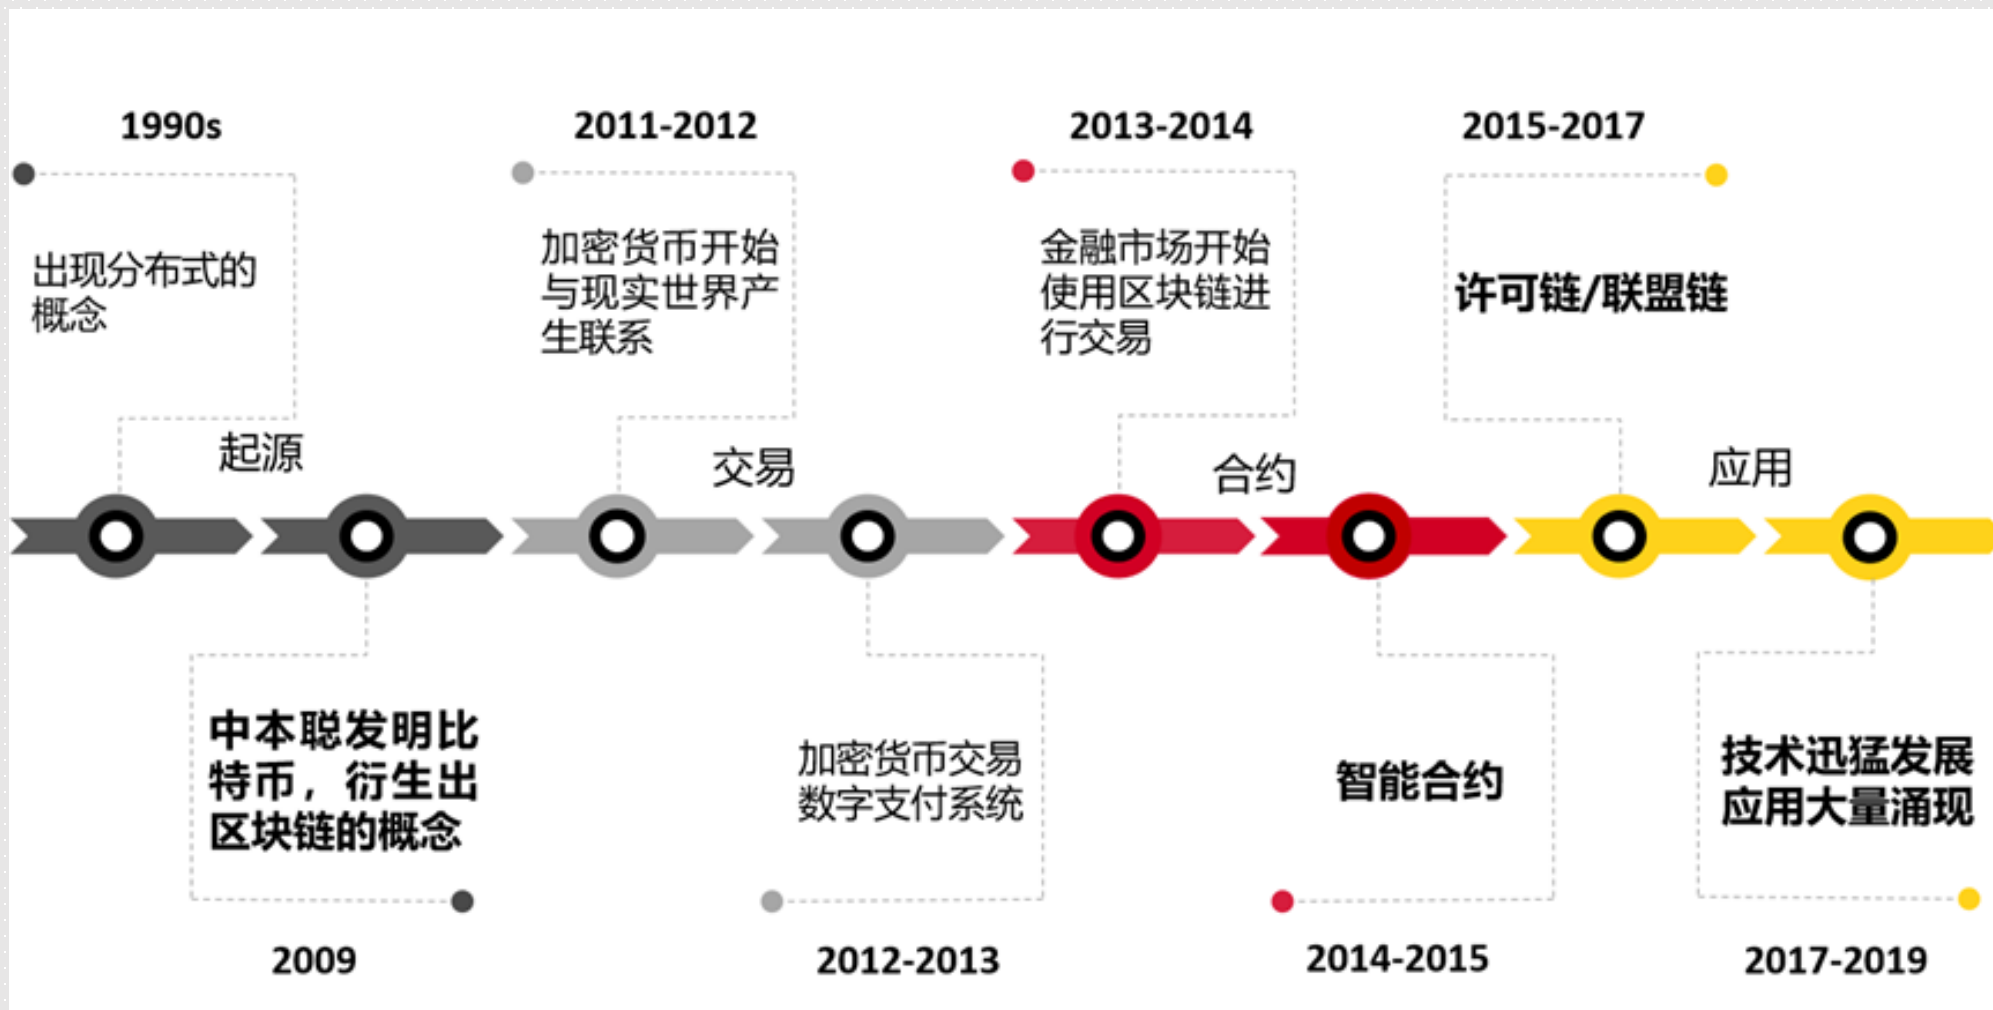 1990s
2011-2012
2013-2014
2015-2017
出现分布式的
概念
加密货币开始
与现实世界产
生联系
金融市场开始
使用区块链进
行交易
许可链/联盟链
起源
交易
合约
应用
中本聪发明比
特币，衍生出
区块链的概念
加密货币交易
数字支付系统
智能合约
技术迅猛发展
应用大量涌现
2009
2012-2013
2014-2015
2017-2019